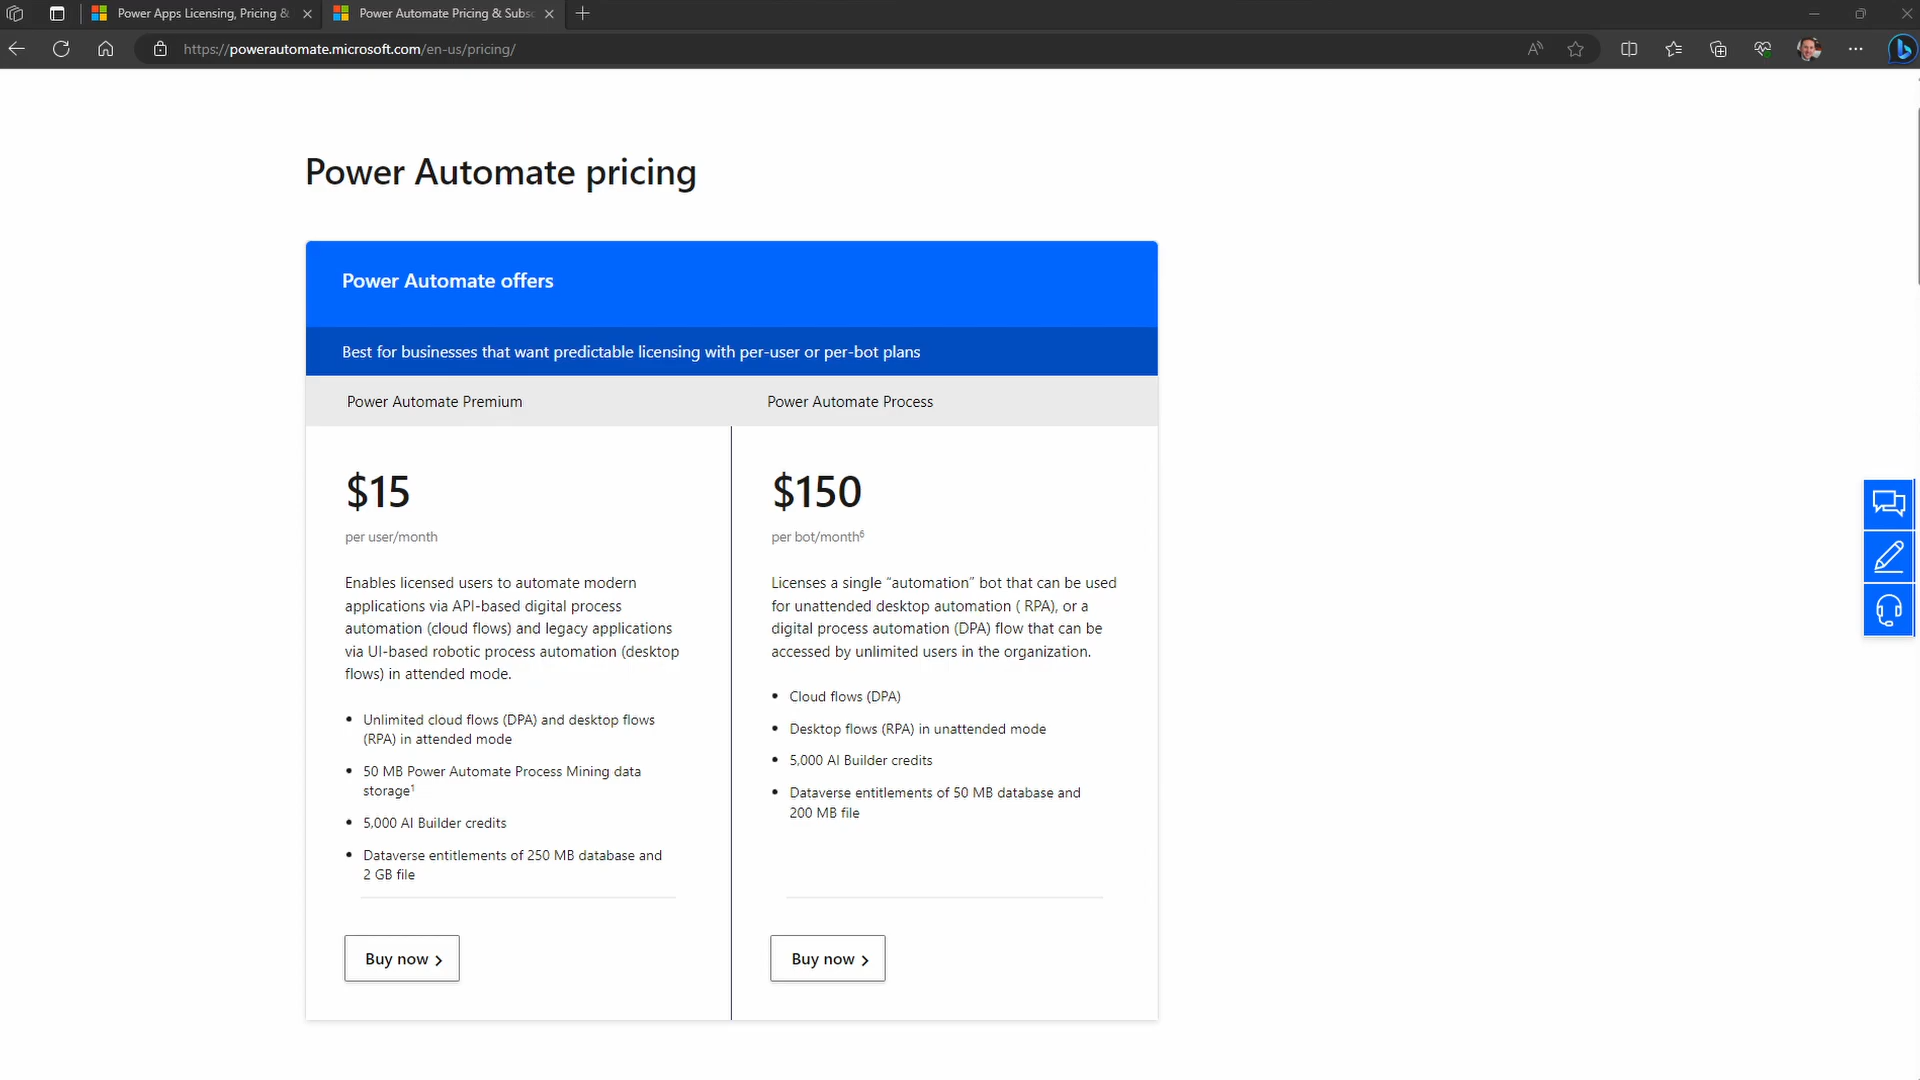 Power Apps Licensing, Pricing &
Power Automate Pricing & Subsc
https://powerautomate.microsoft.com/en-us/pricing/
Power Automate pricing
Power Automate offers
Best for businesses that want predictable licensing with per-user or per-bot plans
Power Automate Premium
Power Automate Process
$15
per user/month
Enables licensed users to automate modern
applications via API-based digital process
automation (cloud flows) and legacy applications
via UI-based robotic process automation (desktop
flows) in attended mode.
• Unlimited cloud flows (DPA) and desktop flows
(RPA) in attended mode
• 50 MB Power Automate Process Mining data
storage¹
• 5,000 AI Builder credits
• Dataverse entitlements of 250 MB database and
2 GB file
Buy now
$150
per bot/month⁶
Licenses a single “automation” bot that can be used
for unattended desktop automation ( RPA), or a
digital process automation (DPA) flow that can be
accessed by unlimited users in the organization.
• Cloud flows (DPA)
• Desktop flows (RPA) in unattended mode
• 5,000 AI Builder credits
• Dataverse entitlements of 50 MB database and
200 MB file
Buy now